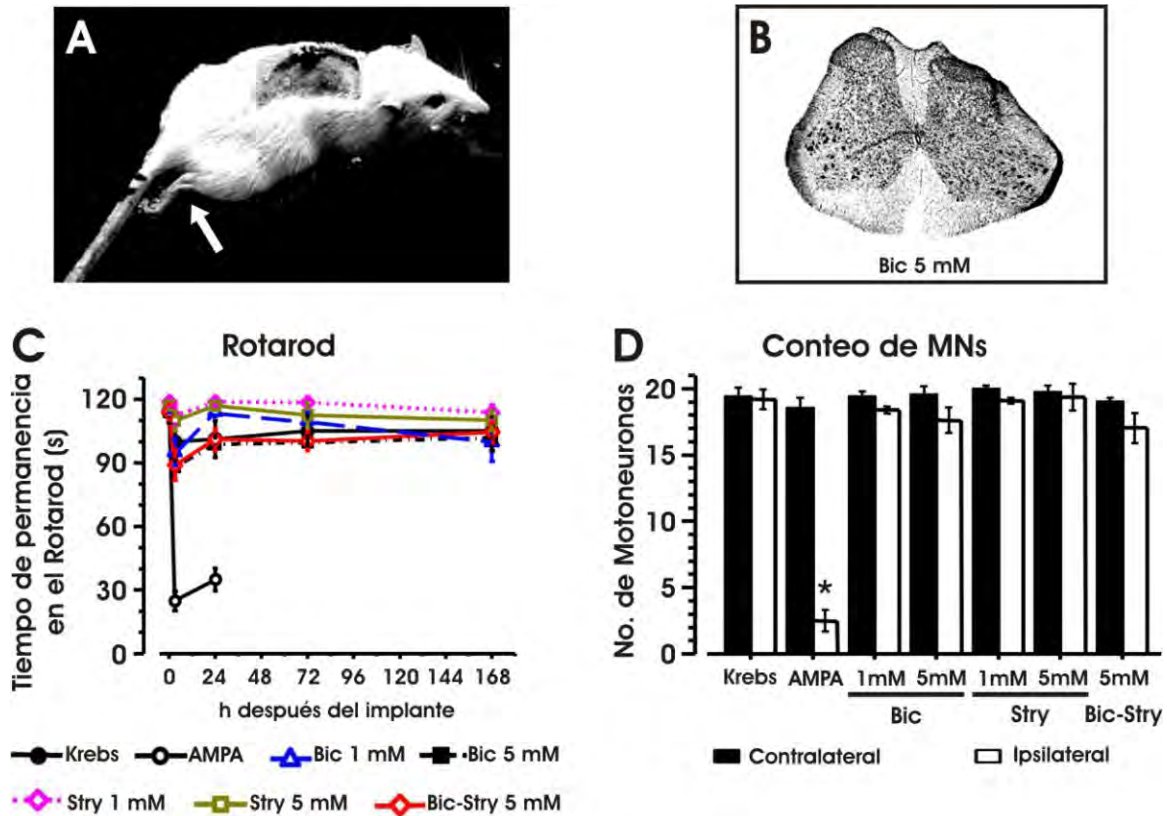 A
B
Bic 5 mM
C
Rotarod
Tiempo de permanencia
en el Rotarod (s)
120
90
60
30
0
0 24 48 72 96 120 144 168
h después del implante
Krebs AMPA Bic 1 mM Bic 5 mM
Stry 1 mM Stry 5 mM Bic-Stry 5 mM
D
Conteo de MNs
No. de Motoneuronas
20
15
10
5
0
*
Krebs AMPA 1mM 5mM 1mM 5mM 5mM
Bic Stry Bic-Stry
Contralateral Ipsilateral